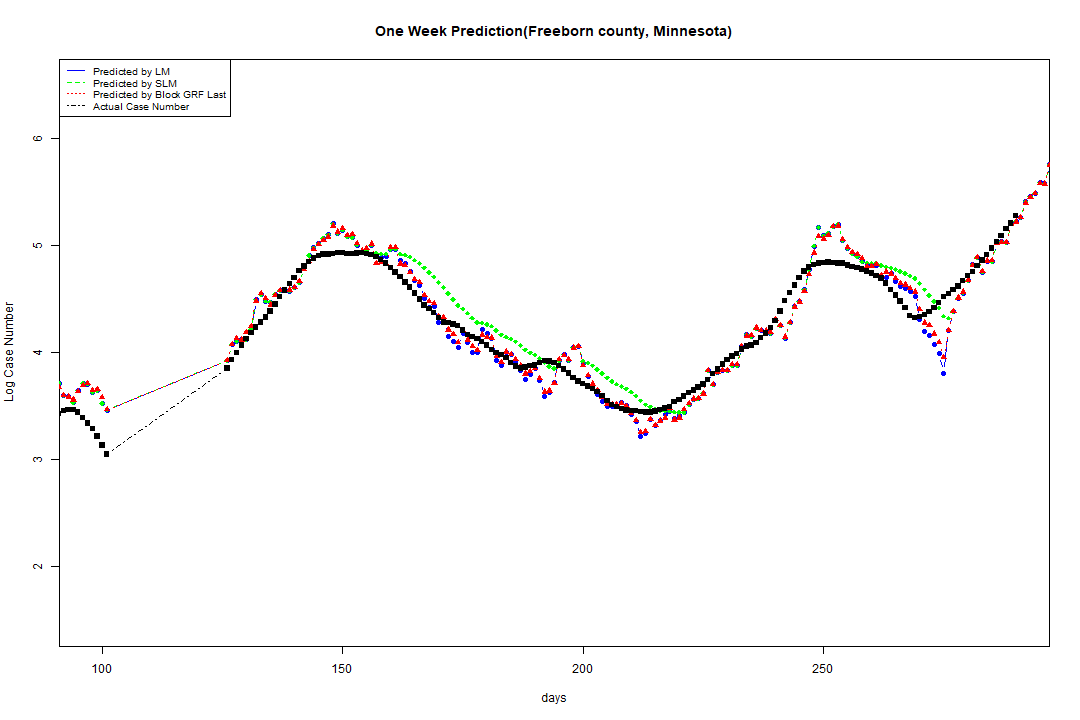 One Week Prediction(Freeborn county, Minnesota)
Predicted by LM
Predicted by SLM
Predicted by Block GRF Last
Actual Case Number
6
5
4
3
2
Log Case Number
100 150 200 250
days